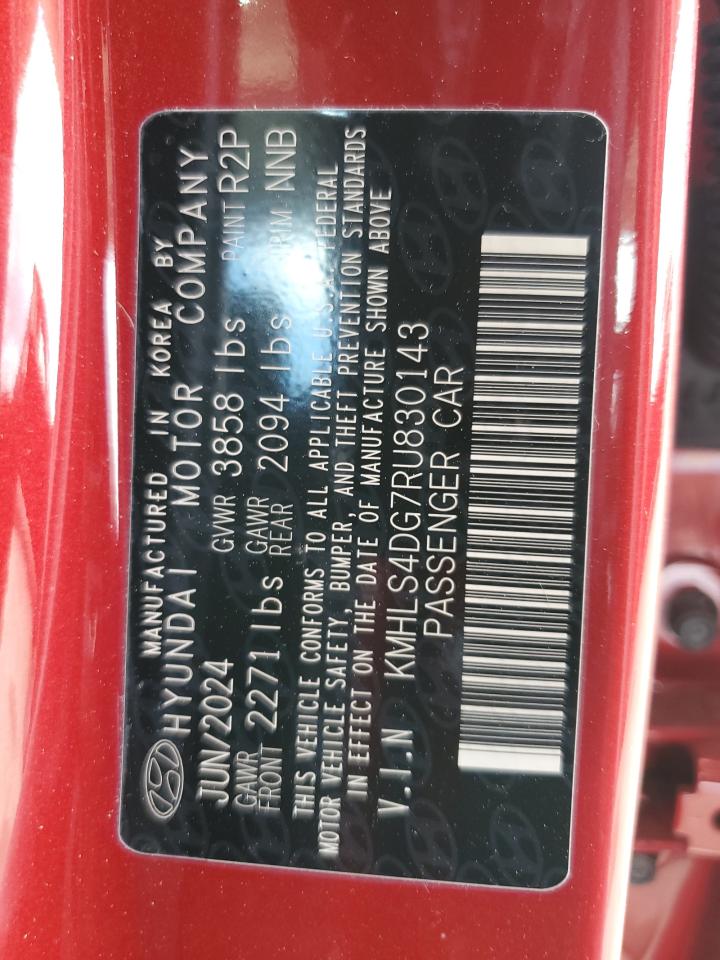 MANUFACTURED IN KOREA BY
HYUNDAI MOTOR COMPANY
JUN/2024 GVWR 3858 lbs PAINT R2P
GAWR FRONT 2271 lbs GAWR REAR 2094 lbs TRIM NNB
THIS VEHICLE CONFORMS TO ALL APPLICABLE U.S.A FEDERAL
MOTOR VEHICLE SAFETY, BUMPER, AND THEFT PREVENTION STANDARDS
IN EFFECT ON THE DATE OF MANUFACTURE SHOWN ABOVE
V.I.N KMHLS4DG7RU830143
PASSENGER CAR